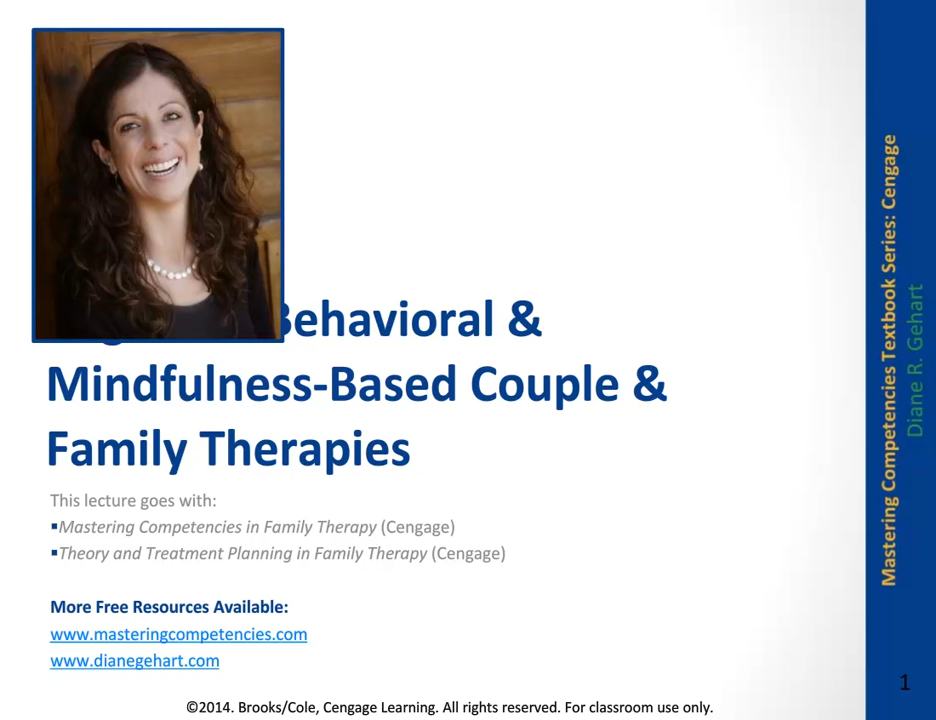 Behavioral &
Mindfulness-Based Couple &
Family Therapies
This lecture goes with:
▪Mastering Competencies in Family Therapy (Cengage)
▪Theory and Treatment Planning in Family Therapy (Cengage)
More Free Resources Available:
www.masteringcompetencies.com
www.dianegehart.com
©2014. Brooks/Cole, Cengage Learning. All rights reserved. For classroom use only.
Mastering Competencies Textbook Series: Cengage
Diane R. Gehart
1